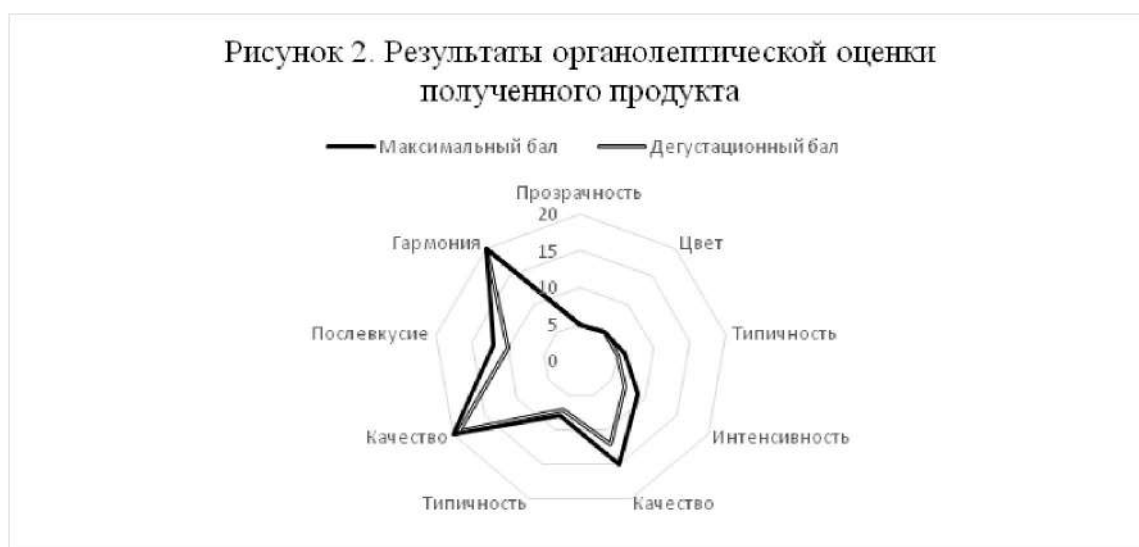 Рисунок 2. Результаты органолептической оценки
полученного продукта
Максимальный бал Дегустационный бал
Прозрачность
20
Гармония
Цвет
15
10
Послевкусие
5
Типичность
0
Качество
Интенсивность
Типичность
Качество